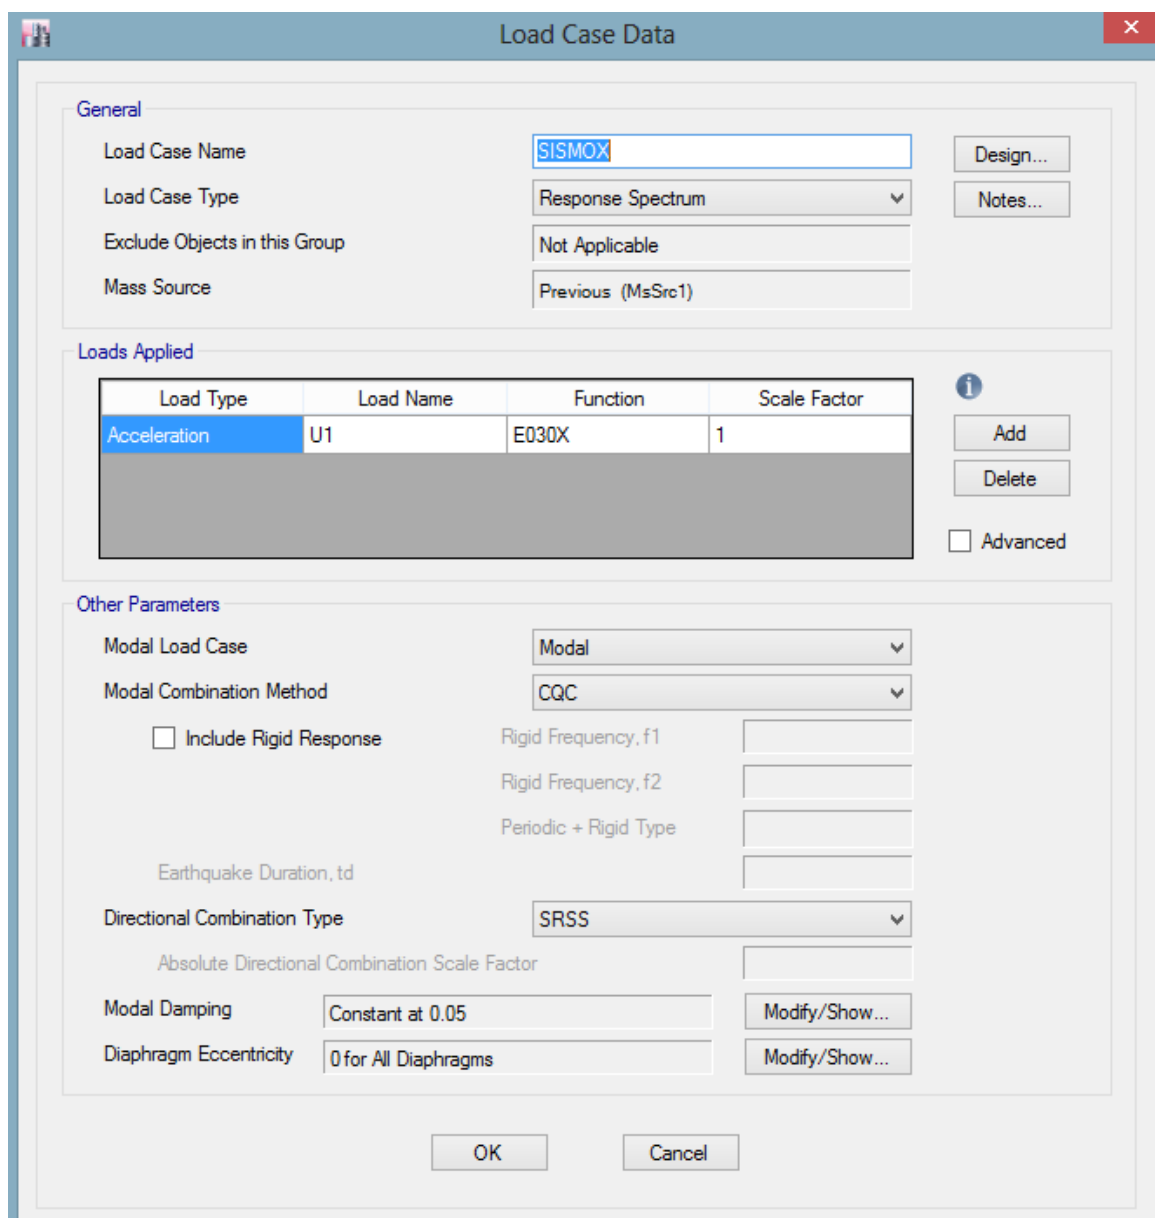 Load Case Data
General
Load Case Name SISMOX Design...
Load Case Type Response Spectrum Notes...
Exclude Objects in this Group Not Applicable
Mass Source Previous (MsSrc1)
Loads Applied
Load Type Load Name Function Scale Factor
Acceleration U1 E030X 1
Add
Delete
Advanced
Other Parameters
Modal Load Case Modal
Modal Combination Method CQC
Include Rigid Response Rigid Frequency, f1
Rigid Frequency, f2
Periodic + Rigid Type
Earthquake Duration, td
Directional Combination Type SRSS
Absolute Directional Combination Scale Factor
Modal Damping Constant at 0.05 Modify/Show...
Diaphragm Eccentricity 0 for All Diaphragms Modify/Show...
OK Cancel